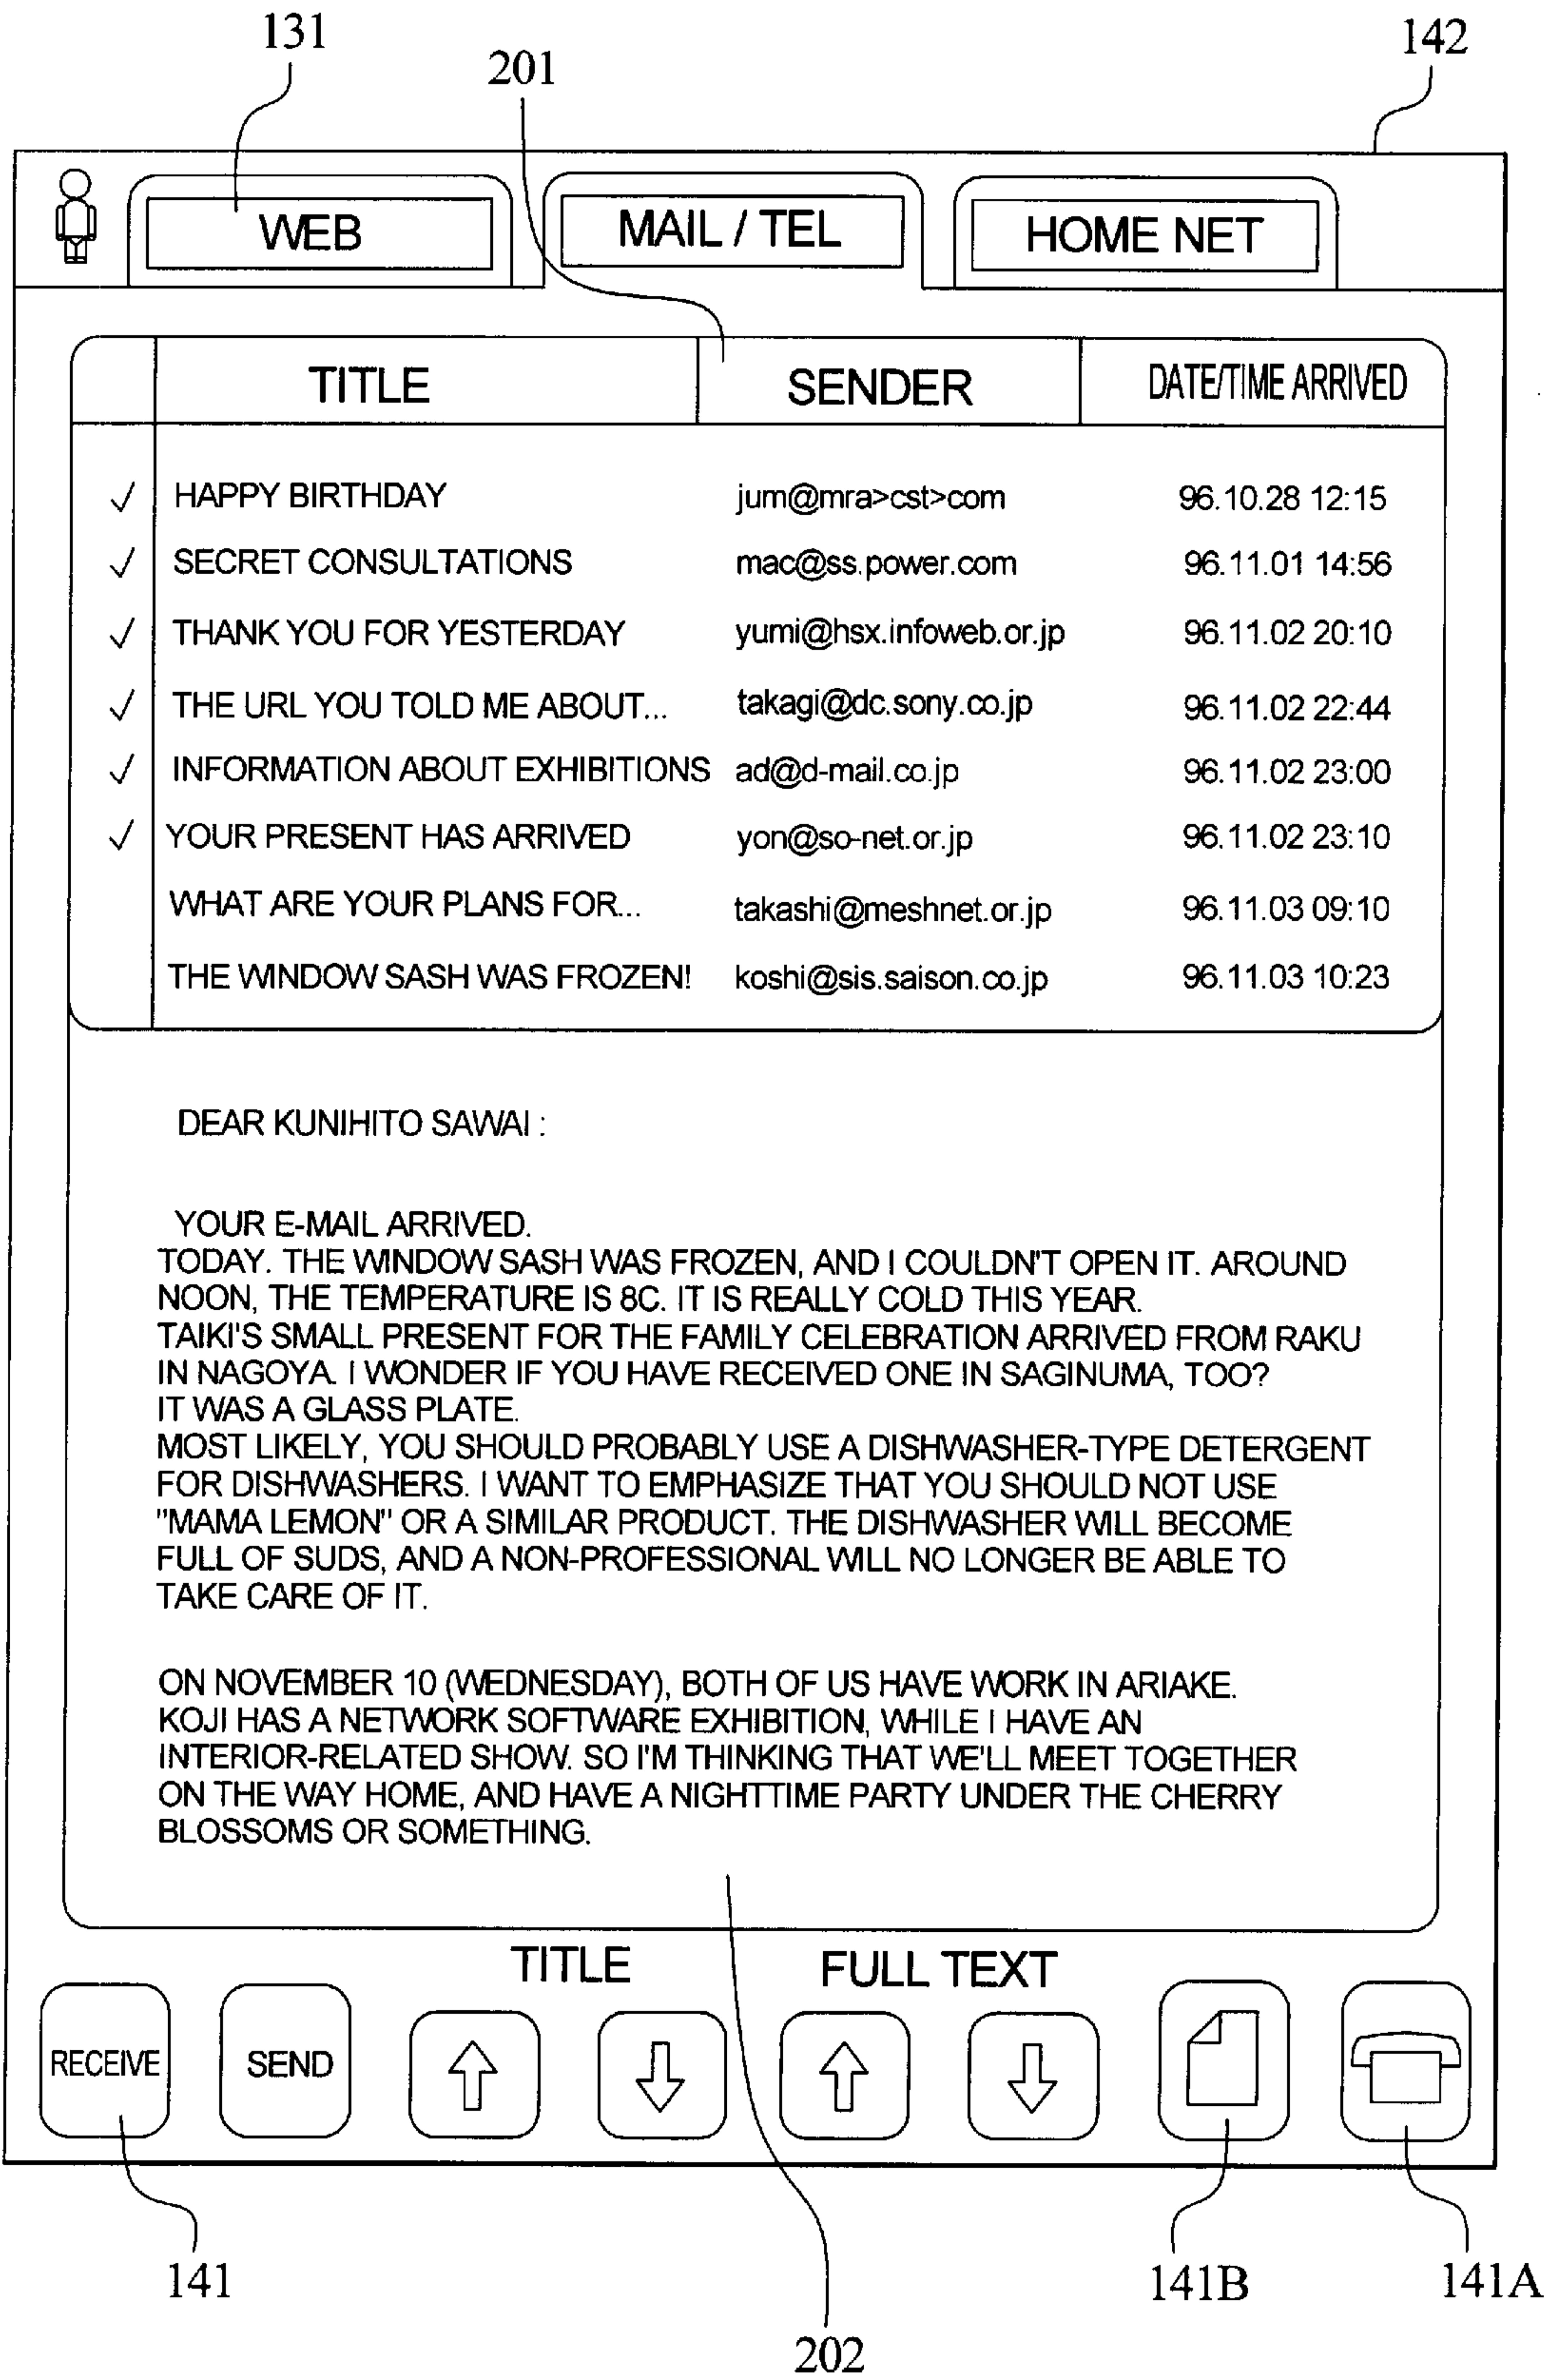 131
201
142
WEB
MAIL / TEL
HOME NET
TITLE SENDER DATE/TIME ARRIVED
✓ HAPPY BIRTHDAY jum@mra>cst>com 96.10.28 12:15
✓ SECRET CONSULTATIONS mac@ss.power.com 96.11.01 14:56
✓ THANK YOU FOR YESTERDAY yumi@hsx.infoweb.or.jp 96.11.02 20:10
✓ THE URL YOU TOLD ME ABOUT... takagi@dc.sony.co.jp 96.11.02 22:44
✓ INFORMATION ABOUT EXHIBITIONS ad@d-mail.co.jp 96.11.02 23:00
✓ YOUR PRESENT HAS ARRIVED yon@so-net.or.jp 96.11.02 23:10
WHAT ARE YOUR PLANS FOR... takashi@meshnet.or.jp 96.11.03 09:10
THE WINDOW SASH WAS FROZEN! koshi@sis.saison.co.jp 96.11.03 10:23
DEAR KUNIHITO SAWAI :
YOUR E-MAIL ARRIVED.
TODAY. THE WINDOW SASH WAS FROZEN, AND I COULDN'T OPEN IT. AROUND
NOON, THE TEMPERATURE IS 8C. IT IS REALLY COLD THIS YEAR.
TAIKI'S SMALL PRESENT FOR THE FAMILY CELEBRATION ARRIVED FROM RAKU
IN NAGOYA. I WONDER IF YOU HAVE RECEIVED ONE IN SAGINUMA, TOO?
IT WAS A GLASS PLATE.
MOST LIKELY, YOU SHOULD PROBABLY USE A DISHWASHER-TYPE DETERGENT
FOR DISHWASHERS. I WANT TO EMPHASIZE THAT YOU SHOULD NOT USE
"MAMA LEMON" OR A SIMILAR PRODUCT. THE DISHWASHER WILL BECOME
FULL OF SUDS, AND A NON-PROFESSIONAL WILL NO LONGER BE ABLE TO
TAKE CARE OF IT.
ON NOVEMBER 10 (WEDNESDAY), BOTH OF US HAVE WORK IN ARIAKE.
KOJI HAS A NETWORK SOFTWARE EXHIBITION, WHILE I HAVE AN
INTERIOR-RELATED SHOW. SO I'M THINKING THAT WE'LL MEET TOGETHER
ON THE WAY HOME, AND HAVE A NIGHTTIME PARTY UNDER THE CHERRY
BLOSSOMS OR SOMETHING.
TITLE FULL TEXT
RECEIVE SEND
141
141B
141A
202